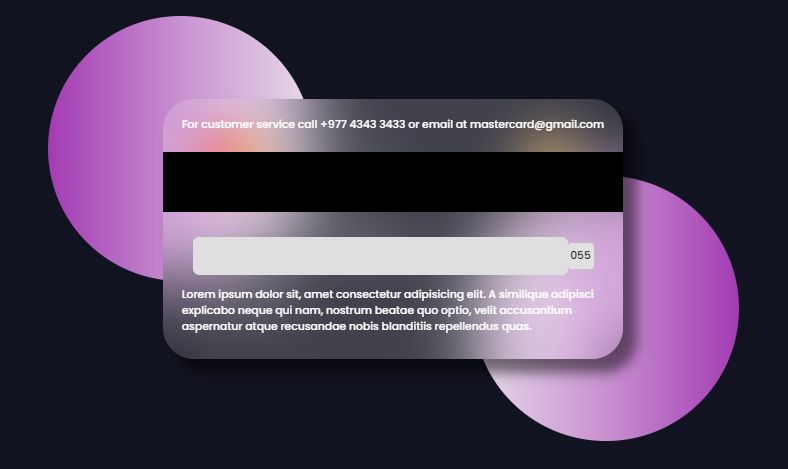 For customer service call +977 4343 3433 or email at mastercard@gmail.com
055
Lorem ipsum dolor sit, amet consectetur adipisicing elit. A similique adipisci
explicabo neque qui nam, nostrum beatae quo optio, velit accusantium
aspernatur atque recusandae nobis blanditiis repellendus quas.